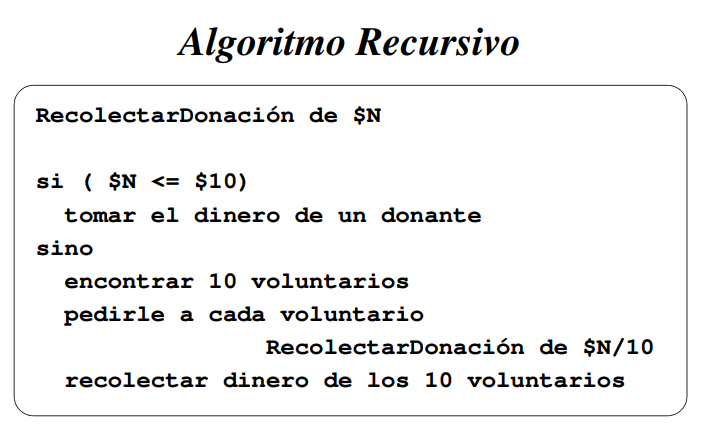 Algoritmo Recursivo
RecolectarDonación de $N
si ( $N <= $10)
tomar el dinero de un donante
sino
encontrar 10 voluntarios
pedirle a cada voluntario
RecolectarDonación de $N/10
recolectar dinero de los 10 voluntarios